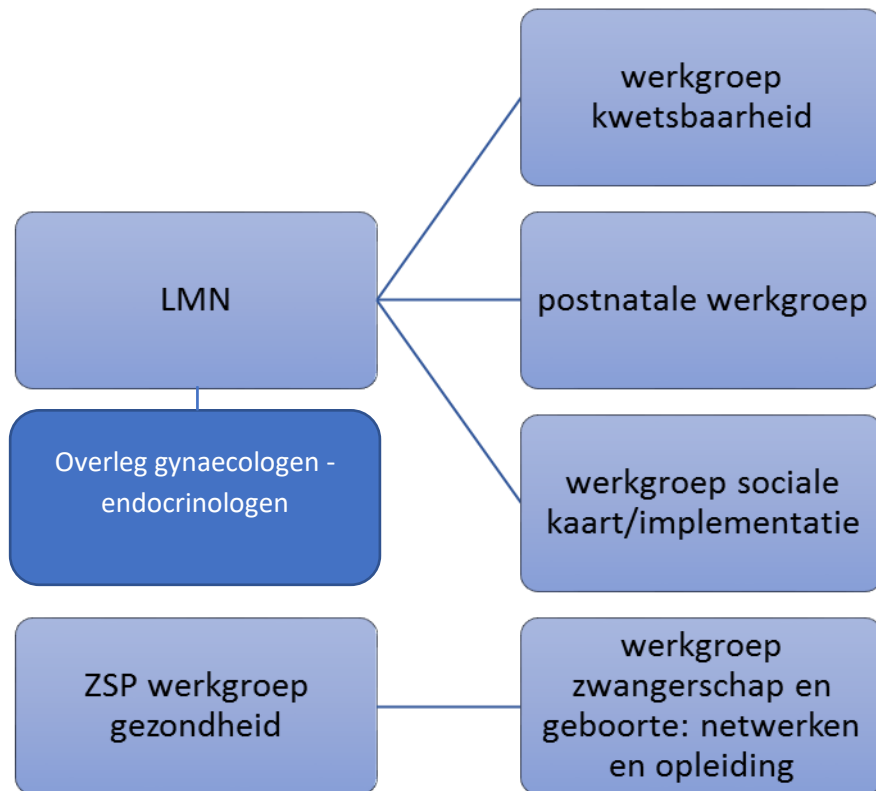 werkgroep
kwetsbaarheid
LMN
postnatale werkgroep
Overleg gynaecologen -
endocrinologen
werkgroep sociale
kaart/implementatie
ZSP werkgroep
gezondheid
werkgroep
zwangerschap en
geboorte: netwerken
en opleiding